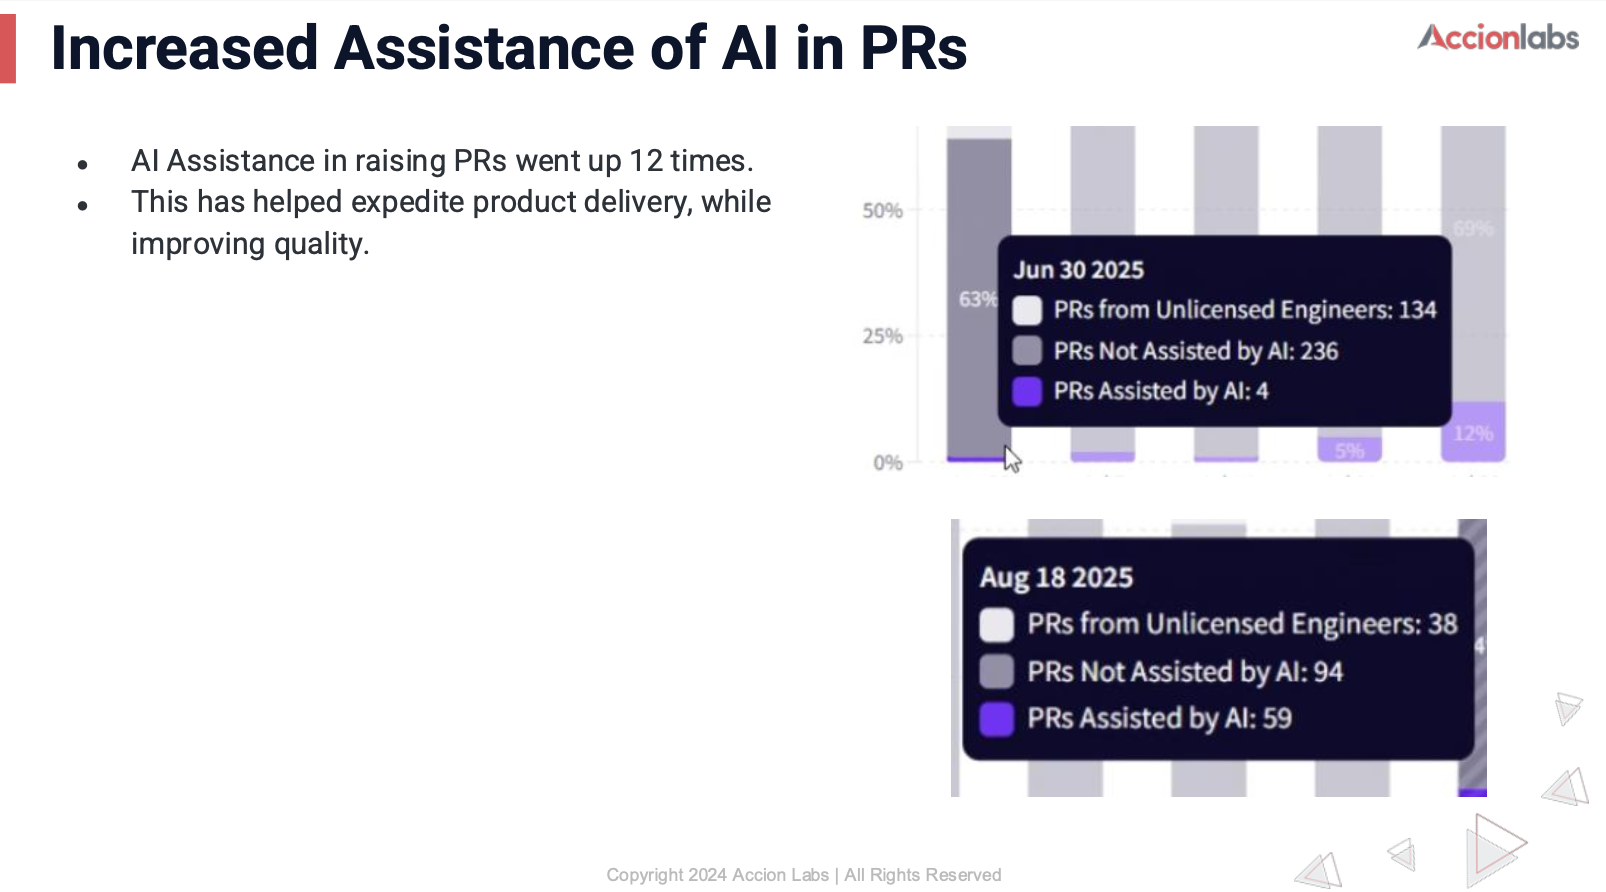 Increased Assistance of AI in PRs
Accionlabs
AI Assistance in raising PRs went up 12 times.
This has helped expedite product delivery, while
improving quality.
50%
69%
Jun 30 2025
63%
PRs from Unlicensed Engineers: 134
25%
PRs Not Assisted by AI: 236
PRs Assisted by AI: 4
12%
5%
0%
Aug 18 2025
PRs from Unlicensed Engineers: 38
4
PRs Not Assisted by AI: 94
PRs Assisted by AI: 59
Copyright 2024 Accion Labs | All Rights Reserved